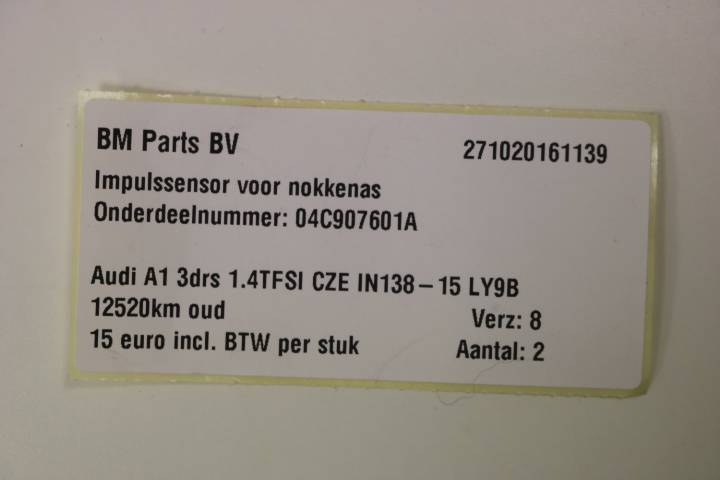 BM Parts BV 271020161139
Impulssensor voor nokkenas
Onderdeelnummer: 04C907601A
Audi A1 3drs 1.4TFSI CZE IN138-15 LY9B
12520km oud Verz: 8
15 euro incl. BTW per stuk Aantal: 2